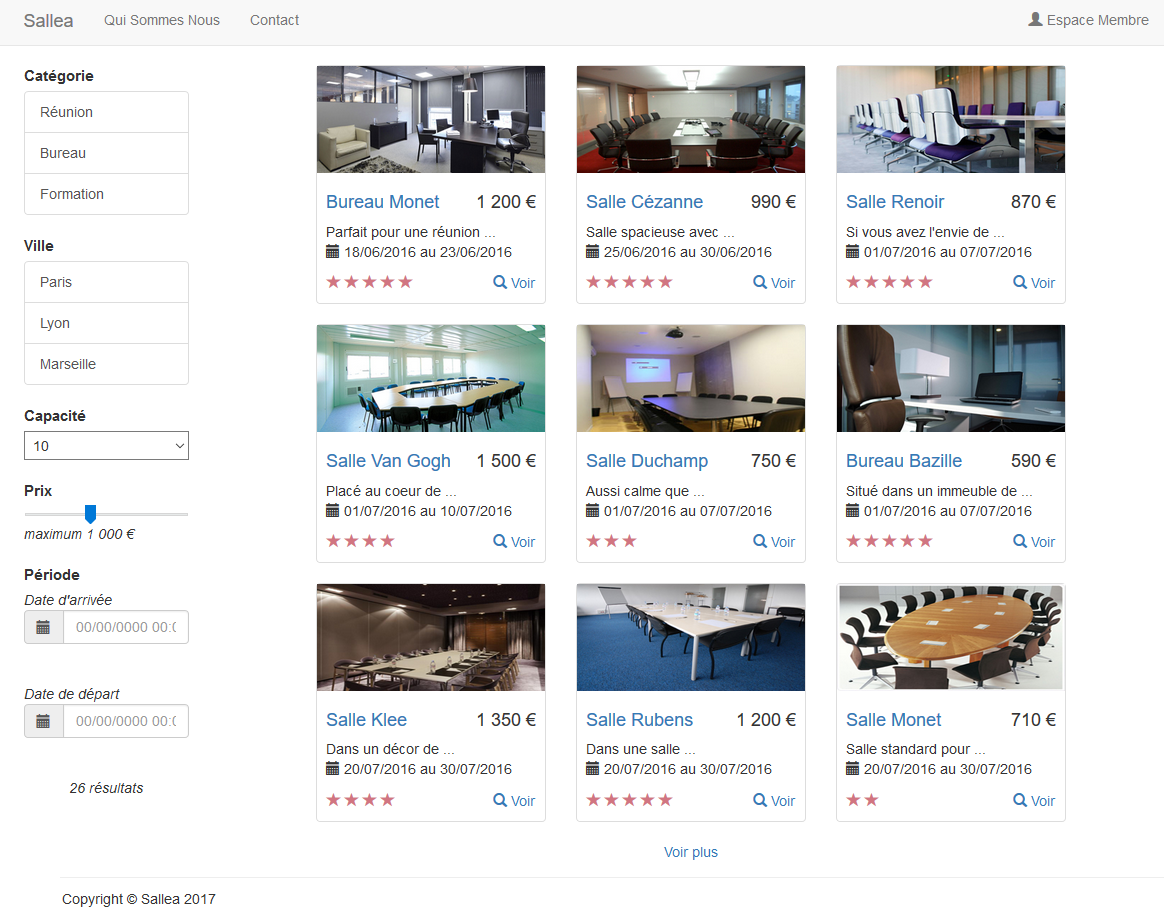 Sallea Qui Sommes Nous Contact Espace Membre
Catégorie
Réunion
Bureau
Formation
Ville
Paris
Lyon
Marseille
Capacité
10
Prix
maximum 1 000 €
Période
Date d'arrivée
00/00/0000 00:(
Date de départ
00/00/0000 00:(
26 résultats
Bureau Monet 1 200 €
Parfait pour une réunion ...
18/06/2016 au 23/06/2016
★★★★★ Voir
Salle Cézanne 990 €
Salle spacieuse avec ...
25/06/2016 au 30/06/2016
★★★★★ Voir
Salle Renoir 870 €
Si vous avez l'envie de ...
01/07/2016 au 07/07/2016
★★★★★ Voir
Salle Van Gogh 1 500 €
Placé au coeur de ...
01/07/2016 au 10/07/2016
★★★★ Voir
Salle Duchamp 750 €
Aussi calme que ...
01/07/2016 au 07/07/2016
★★★ Voir
Bureau Bazille 590 €
Situé dans un immeuble de ...
01/07/2016 au 07/07/2016
★★★★★ Voir
Salle Klee 1 350 €
Dans un décor de ...
20/07/2016 au 30/07/2016
★★★★ Voir
Salle Rubens 1 200 €
Dans une salle ...
20/07/2016 au 30/07/2016
★★★★★ Voir
Salle Monet 710 €
Salle standard pour ...
20/07/2016 au 30/07/2016
★★ Voir
Voir plus
Copyright © Sallea 2017